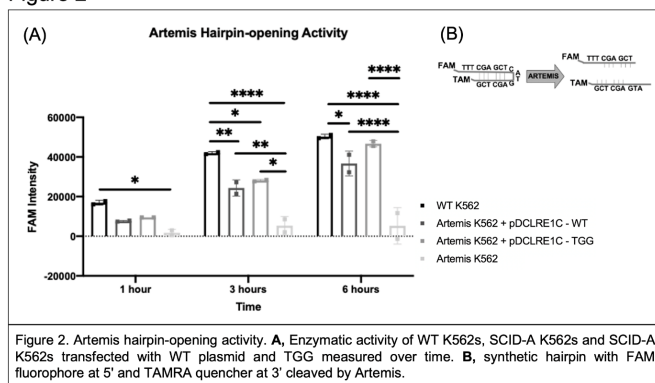 (A)
Artemis Hairpin-opening Activity
FAM Intensity
60000
40000
20000
0
-20000
*
****
*
**
**
*
****
****
*
****
1 hour
3 hours
6 hours
Time
WT K562
Artemis K562 + pDCLRE1C - WT
Artemis K562 + pDCLRE1C - TGG
Artemis K562
(B)
FAM
TTT CGA GCT
C
A
T
G
TAM
GCT CGA
ARTEMIS
FAM
TTT CGA GCT
TAM
GCT CGA GTA
Figure 2. Artemis hairpin-opening activity. A, Enzymatic activity of WT K562s, SCID-A K562s and SCID-A
K562s transfected with WT plasmid and TGG measured over time. B, synthetic hairpin with FAM
fluorophore at 5' and TAMRA quencher at 3' cleaved by Artemis.